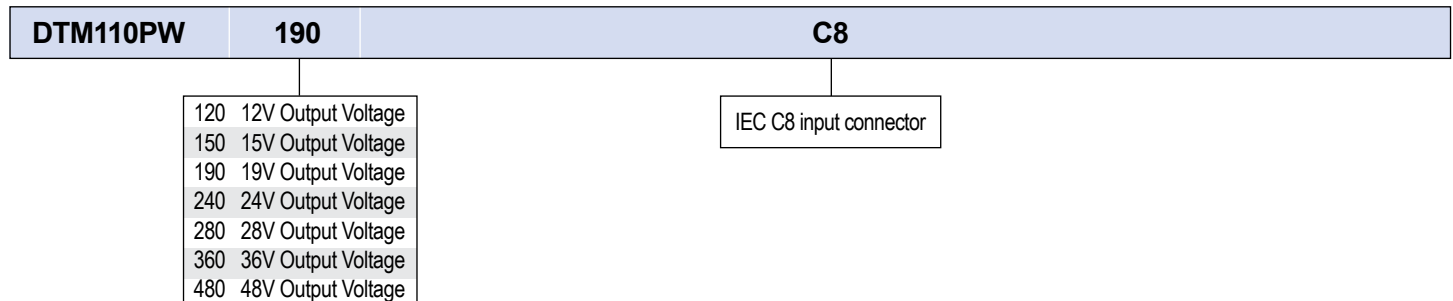 DTM110PW 190 C8
120 12V Output Voltage
150 15V Output Voltage
190 19V Output Voltage
240 24V Output Voltage
280 28V Output Voltage
360 36V Output Voltage
480 48V Output Voltage
IEC C8 input connector